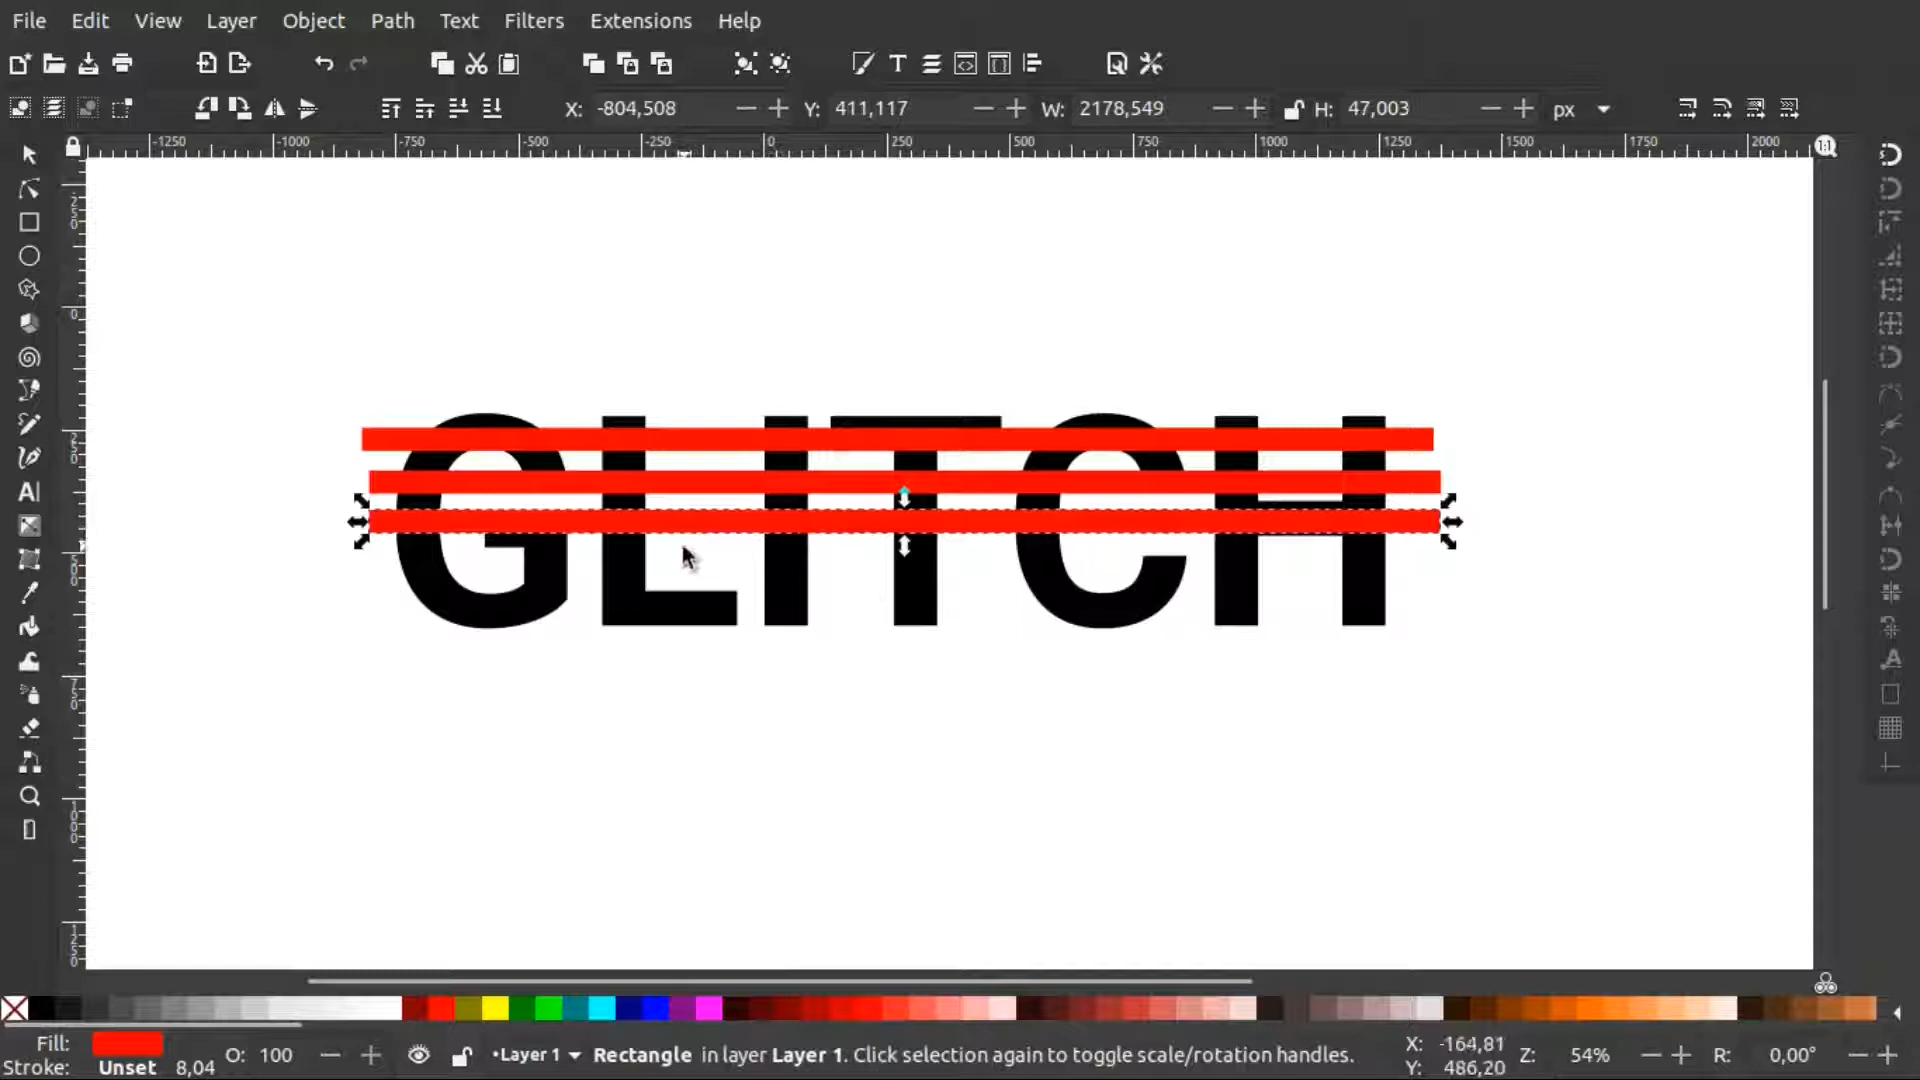 File Edit View Layer Object Path Text Filters Extensions Help
X: -804,508 Y: 411,117 W: 2178,549 H: 47,003 px
-1250 -1000 -750 -500 -250 0 250 500 750 1000 1250 1500 1750 2000
1:1
GLITCH
Fill: O: 100 •Layer 1 Rectangle in layer Layer 1. Click selection again to toggle scale/rotation handles. X: -164,81 Z: 54% R: 0,00°
Stroke: Unset 8,04 Y: 486,20